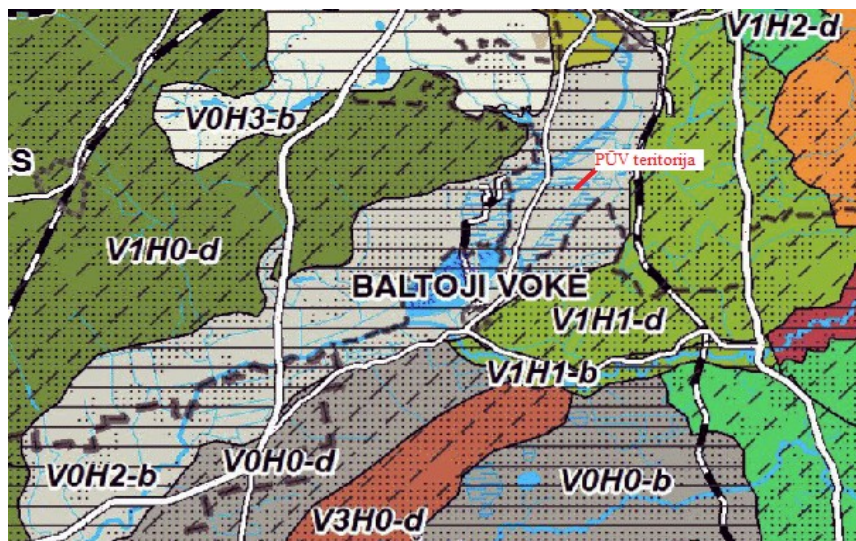 V1H2-d
V0H3-b
S
PŪV teritorija
V1H0-d
BALTOJI VOKĖ
V1H1-d
V1H1-b
V0H2-b
V0H0-d
V0H0-b
V3H0-d